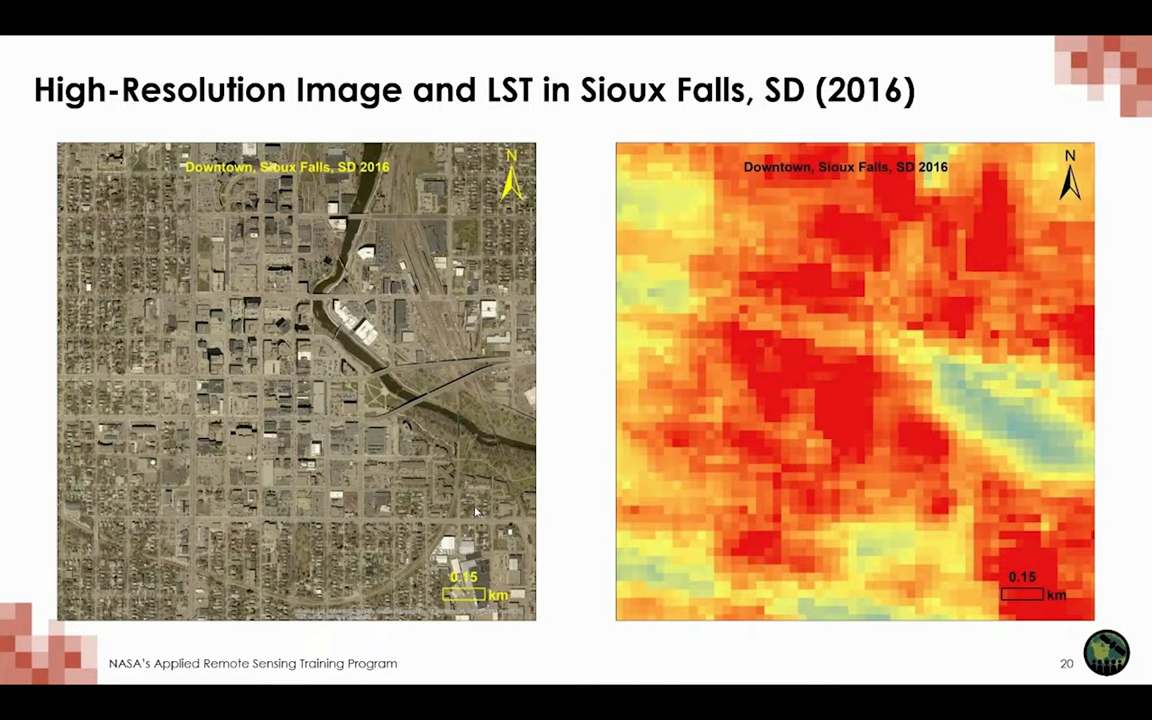 High-Resolution Image and LST in Sioux Falls, SD (2016)
Downtown, Sioux Falls, SD 2016
N
0.15
km
Downtown, Sioux Falls, SD 2016
N
0.15
km
NASA's Applied Remote Sensing Training Program
20